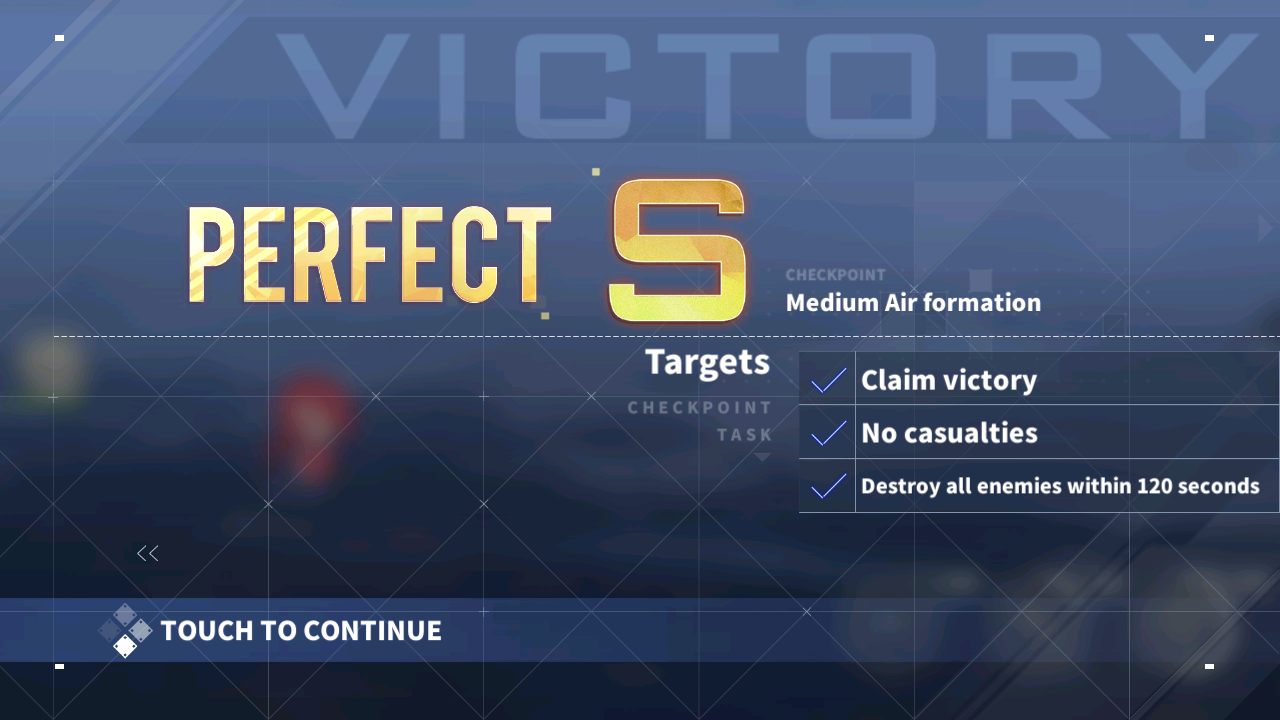 VICTORY
PERFECT S
CHECKPOINT
Medium Air formation
Targets
CHECKPOINT
TASK
Claim victory
No casualties
Destroy all enemies within 120 seconds
TOUCH TO CONTINUE